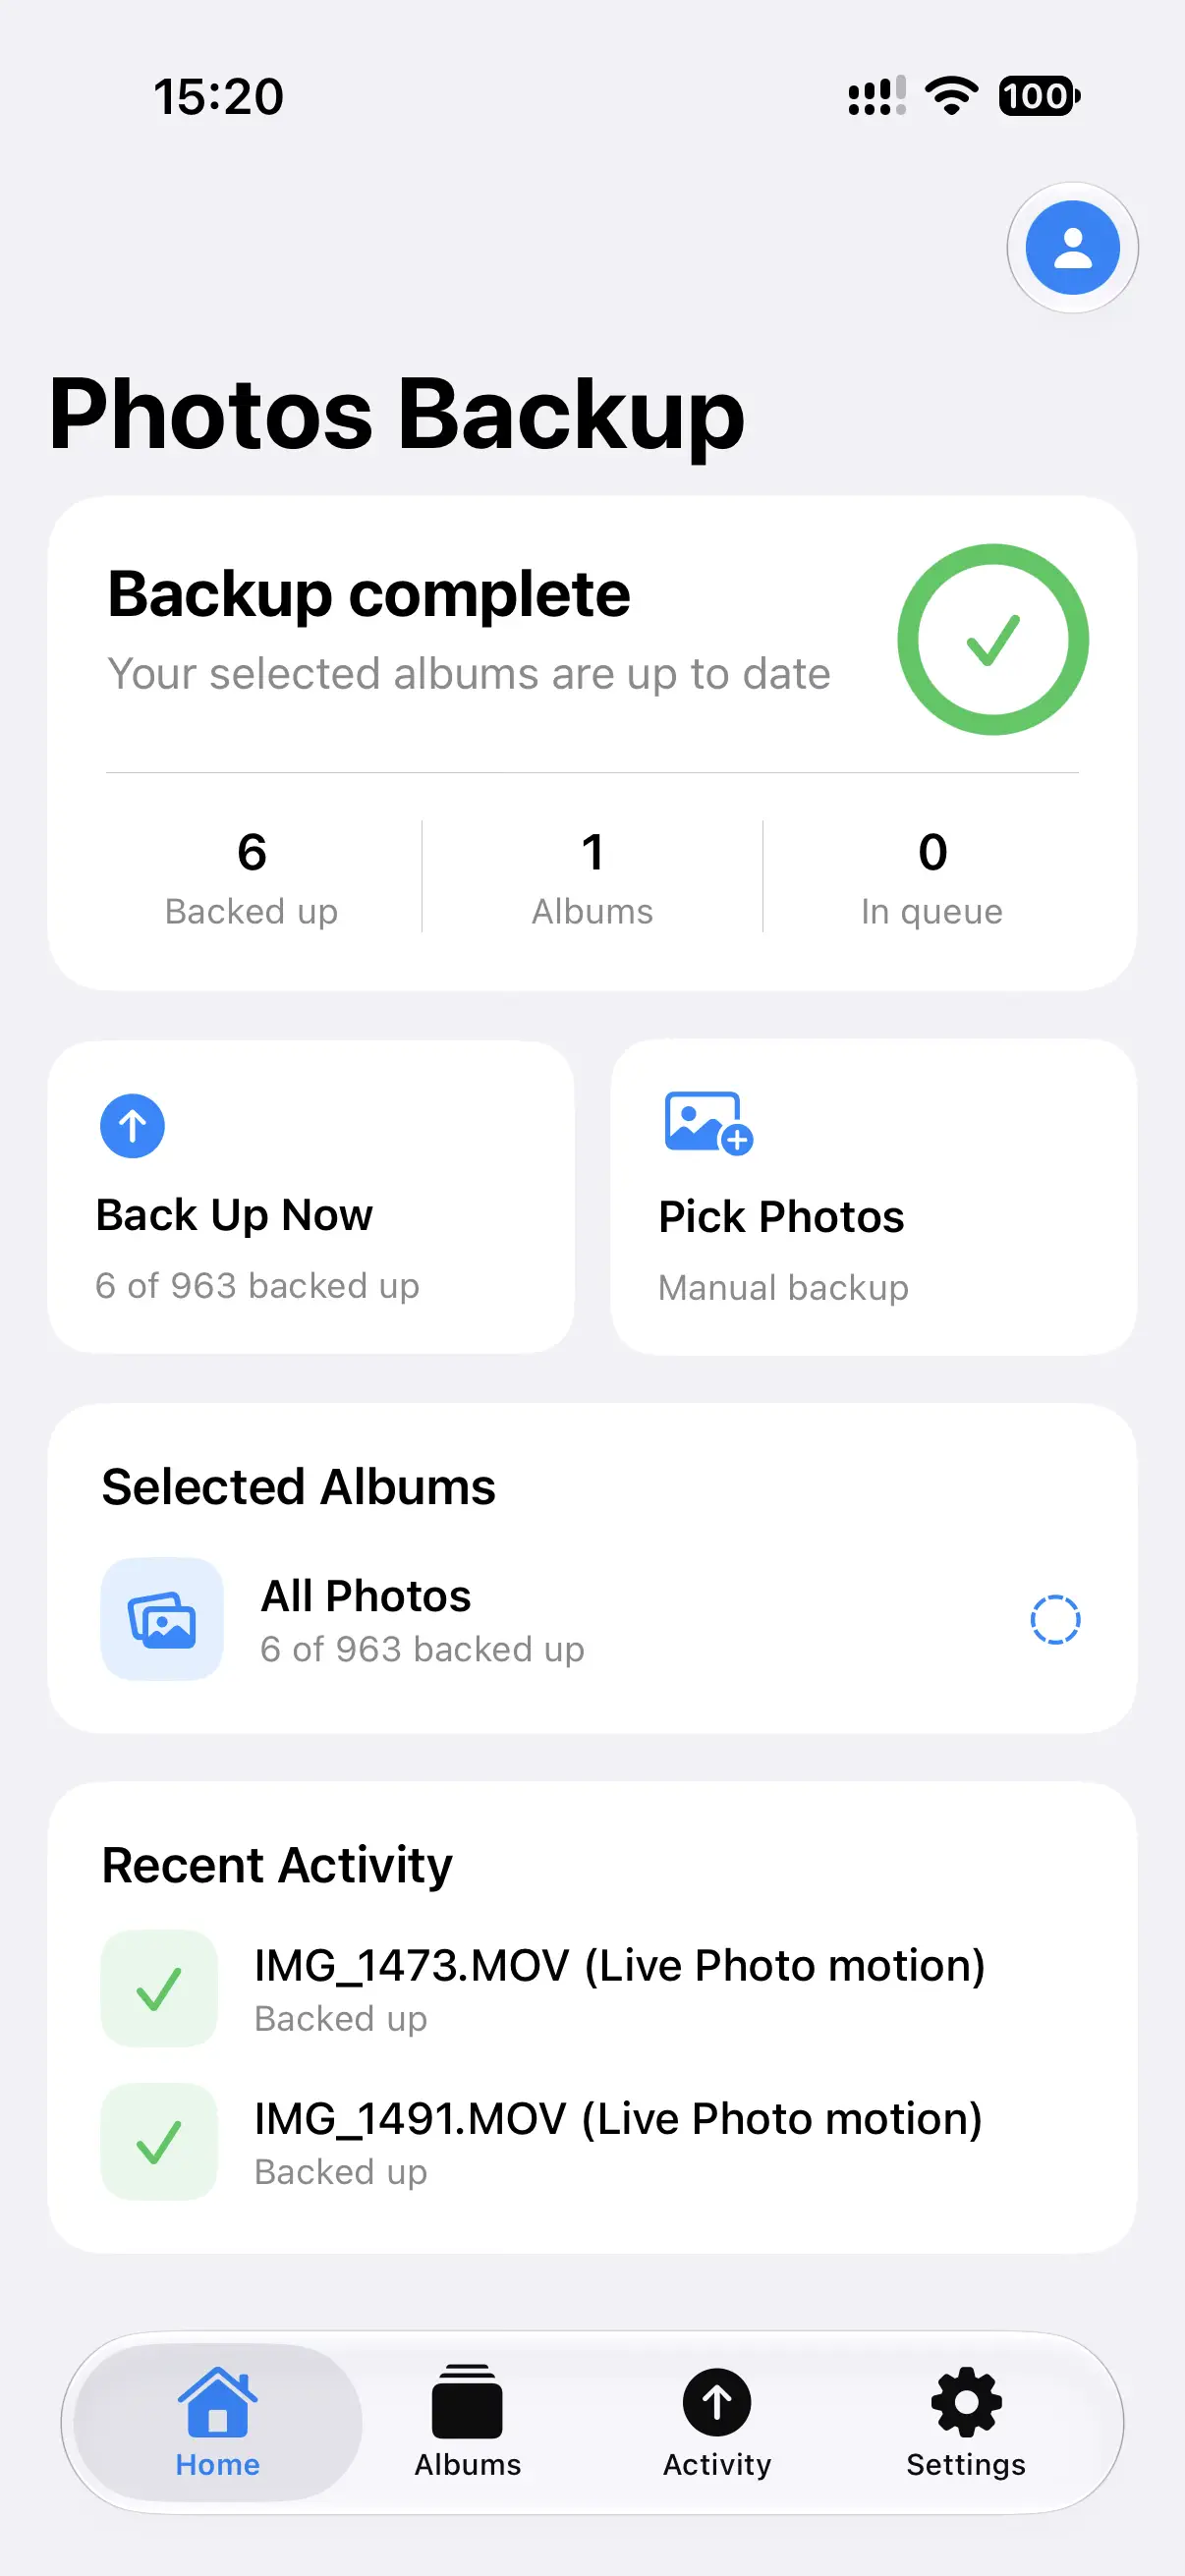 15:20
100
Photos Backup
Backup complete
Your selected albums are up to date
6
Backed up
1
Albums
0
In queue
Back Up Now
6 of 963 backed up
Pick Photos
Manual backup
Selected Albums
All Photos
6 of 963 backed up
Recent Activity
IMG_1473.MOV (Live Photo motion)
Backed up
IMG_1491.MOV (Live Photo motion)
Backed up
Home
Albums
Activity
Settings